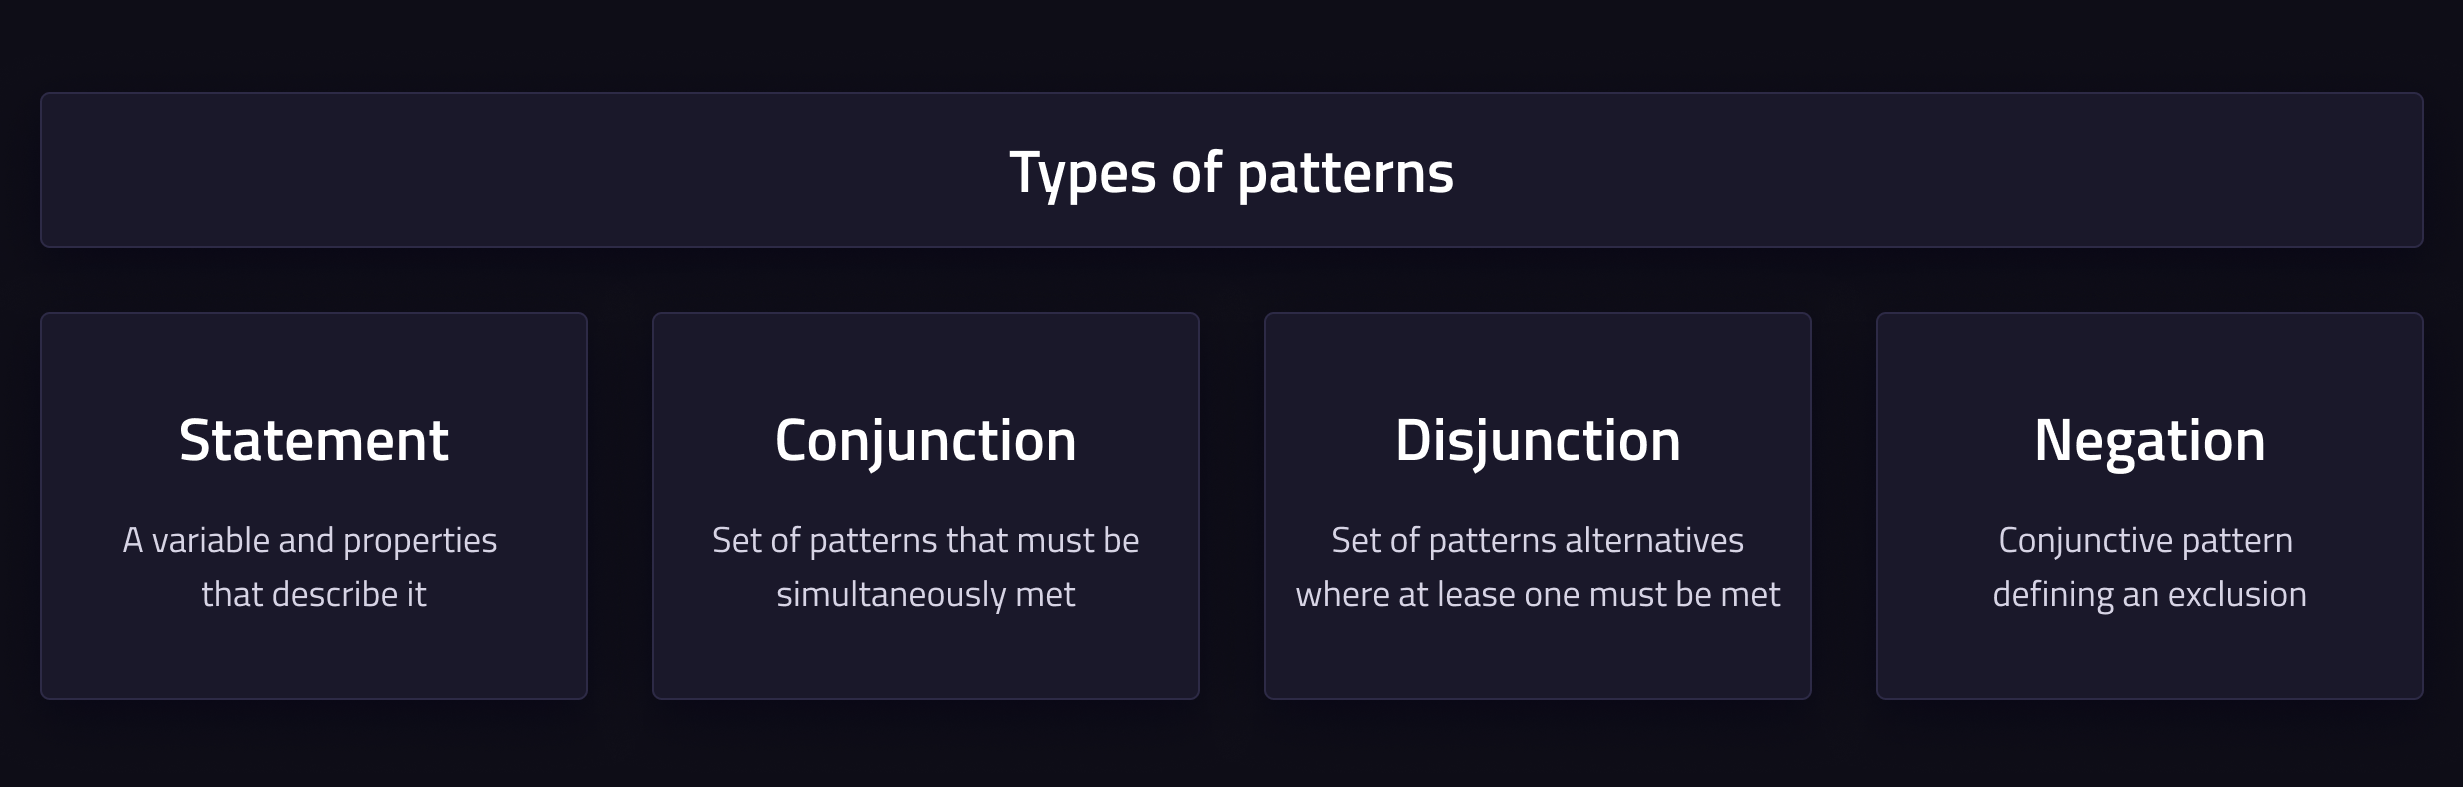 Types of patterns
Statement
A variable and properties
that describe it
Conjunction
Set of patterns that must be
simultaneously met
Disjunction
Set of patterns alternatives
where at lease one must be met
Negation
Conjunctive pattern
defining an exclusion